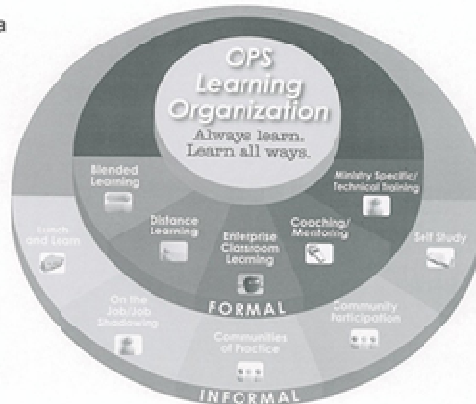 a
OPS
Learning
Organization
Always learn.
Learn all ways.
Blended
Learning
Ministry Specific/
Technical Training
Distance
Learning
Coaching/
Mentoring
Enterprise
Classroom
Learning
Lunch
and Learn
Self Study
FORMAL
On the
Job/Job
Shadowing
Community
Participation
Communities
of Practice
INFORMAL